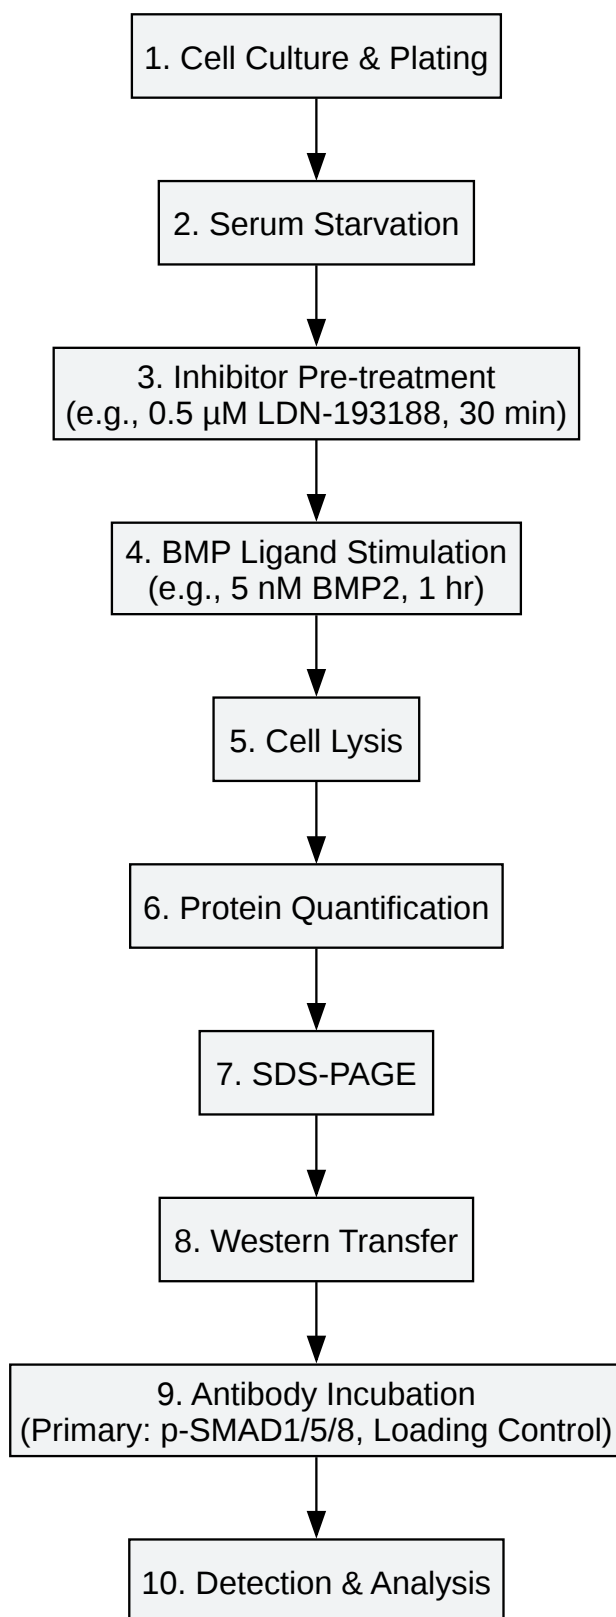 1. Cell Culture & Plating
2. Serum Starvation
3. Inhibitor Pre-treatment
(e.g., 0.5 µM LDN-193188, 30 min)
4. BMP Ligand Stimulation
(e.g., 5 nM BMP2, 1 hr)
5. Cell Lysis
6. Protein Quantification
7. SDS-PAGE
8. Western Transfer
9. Antibody Incubation
(Primary: p-SMAD1/5/8, Loading Control)
10. Detection & Analysis